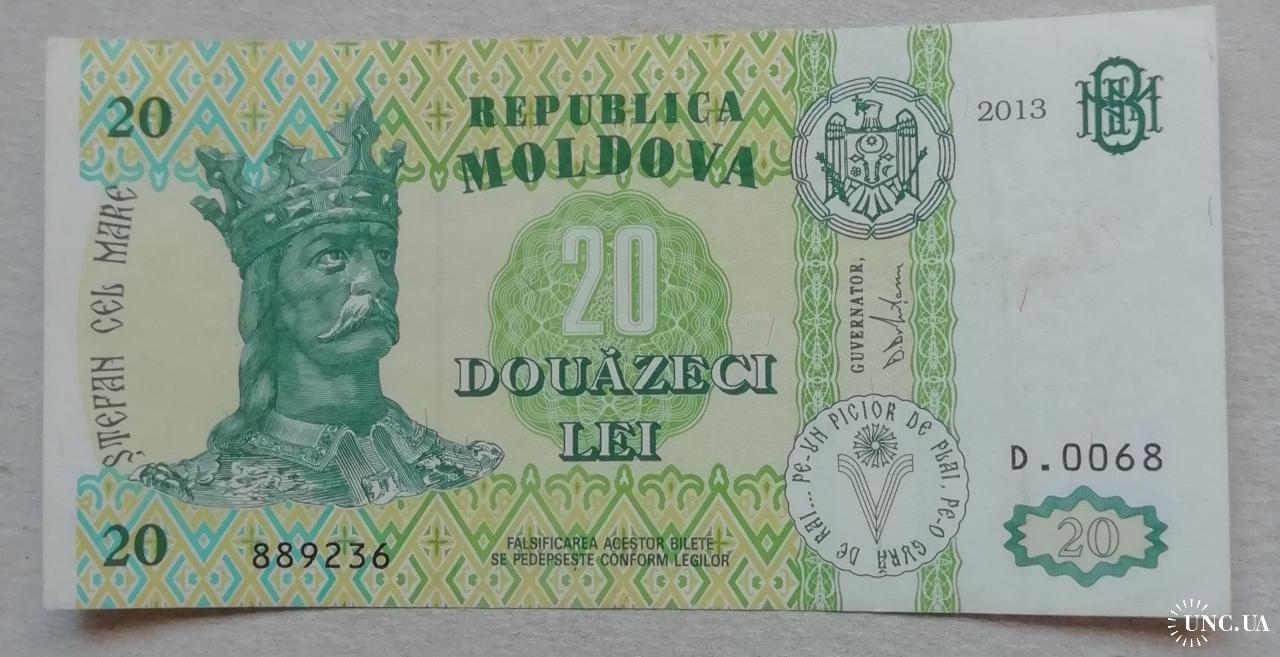 20
REPUBLICA
MOLDOVA
2013
BNM
ȘTEFAN CEL MARE
20
DOUĂZECI
LEI
GUVERNATOR,
PE-UN PICIOR DE PLAI, PE-O GURĂ DE RAI...
D.0068
20
20
889236
FALSIFICAREA ACESTOR BILETE
SE PEDEPSEȘTE CONFORM LEGILOR
UNC.UA